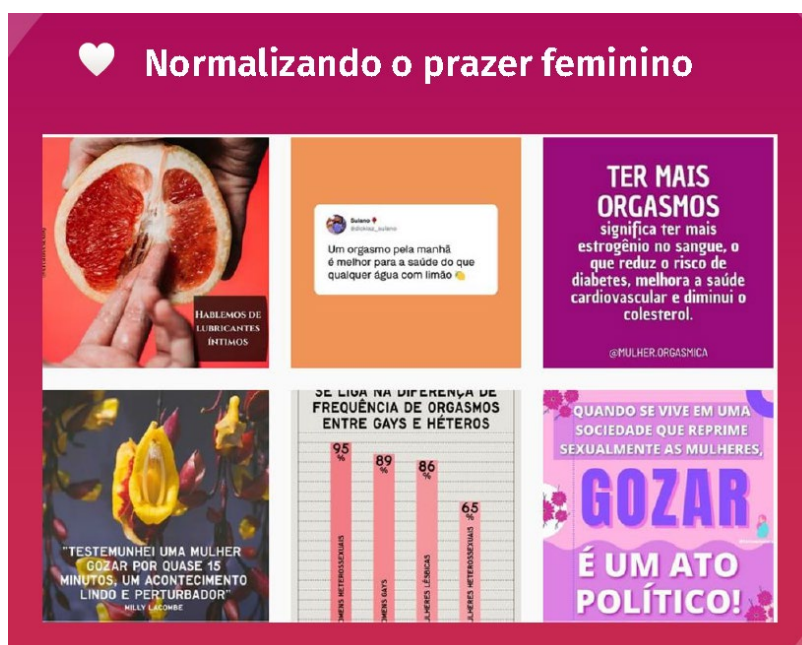 Normalizando o prazer feminino
HABLEMOS DE
LUBRICANTES
ÍNTIMOS
Suleno
Um orgasmo pela manhã
é melhor para a saúde do que
qualquer água com limão 🍋
TER MAIS
ORGASMOS
significa ter mais
estrogênio no sangue, o
que reduz o risco de
diabetes, melhora a saúde
cardiovascular e diminui o
colesterol.
@MULHER.ORGASMICA
"TESTEMUNHEI UMA MULHER
GOZAR POR QUASE 15
MINUTOS, UM ACONTECIMENTO
LINDO E PERTURBADOR"
MILLY LACOMBE
SE LIGA NA DIFERENÇA DE
FREQUÊNCIA DE ORGASMOS
ENTRE GAYS E HÉTEROS
95
%
89
%
86
%
65
%
OMENS HETEROSSEXUAIS
OMENS GAYS
ULHERES LÉSBICAS
ULHERES HETEROSSEXUAIS
QUANDO SE VIVE EM UMA
SOCIEDADE QUE REPRIME
SEXUALMENTE AS MULHERES,
GOZAR
É UM ATO
POLÍTICO!